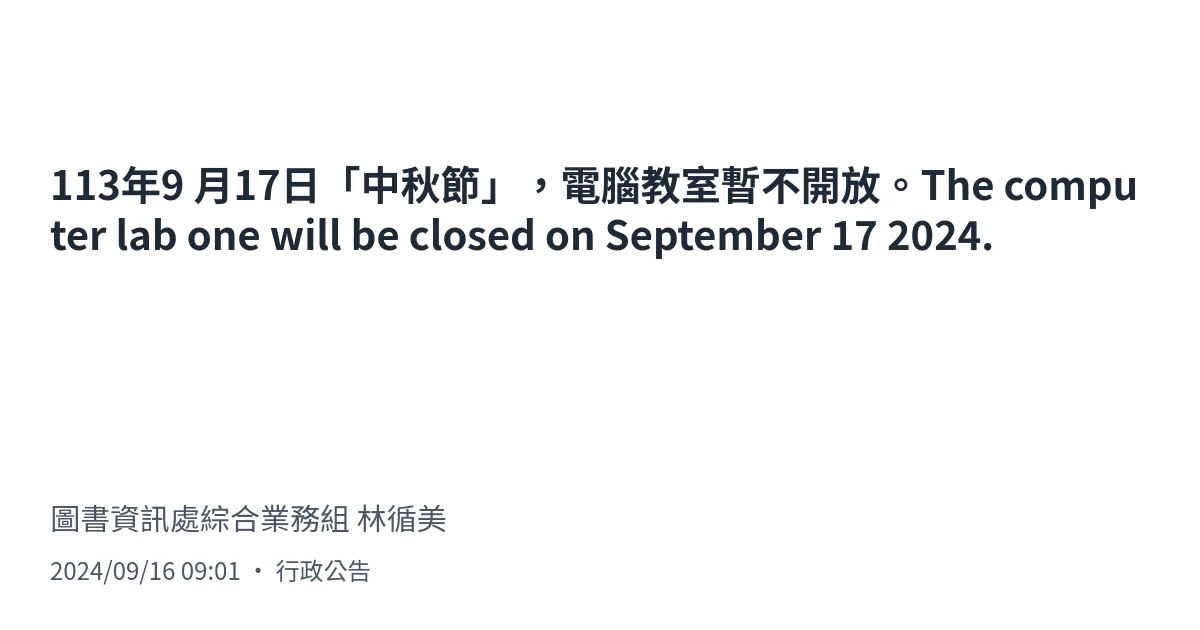 113年9 月17日「中秋節」，電腦教室暫不開放。The compu
ter lab one will be closed on September 17 2024.
圖書資訊處綜合業務組 林循美
2024/09/16 09:01 ・ 行政公告